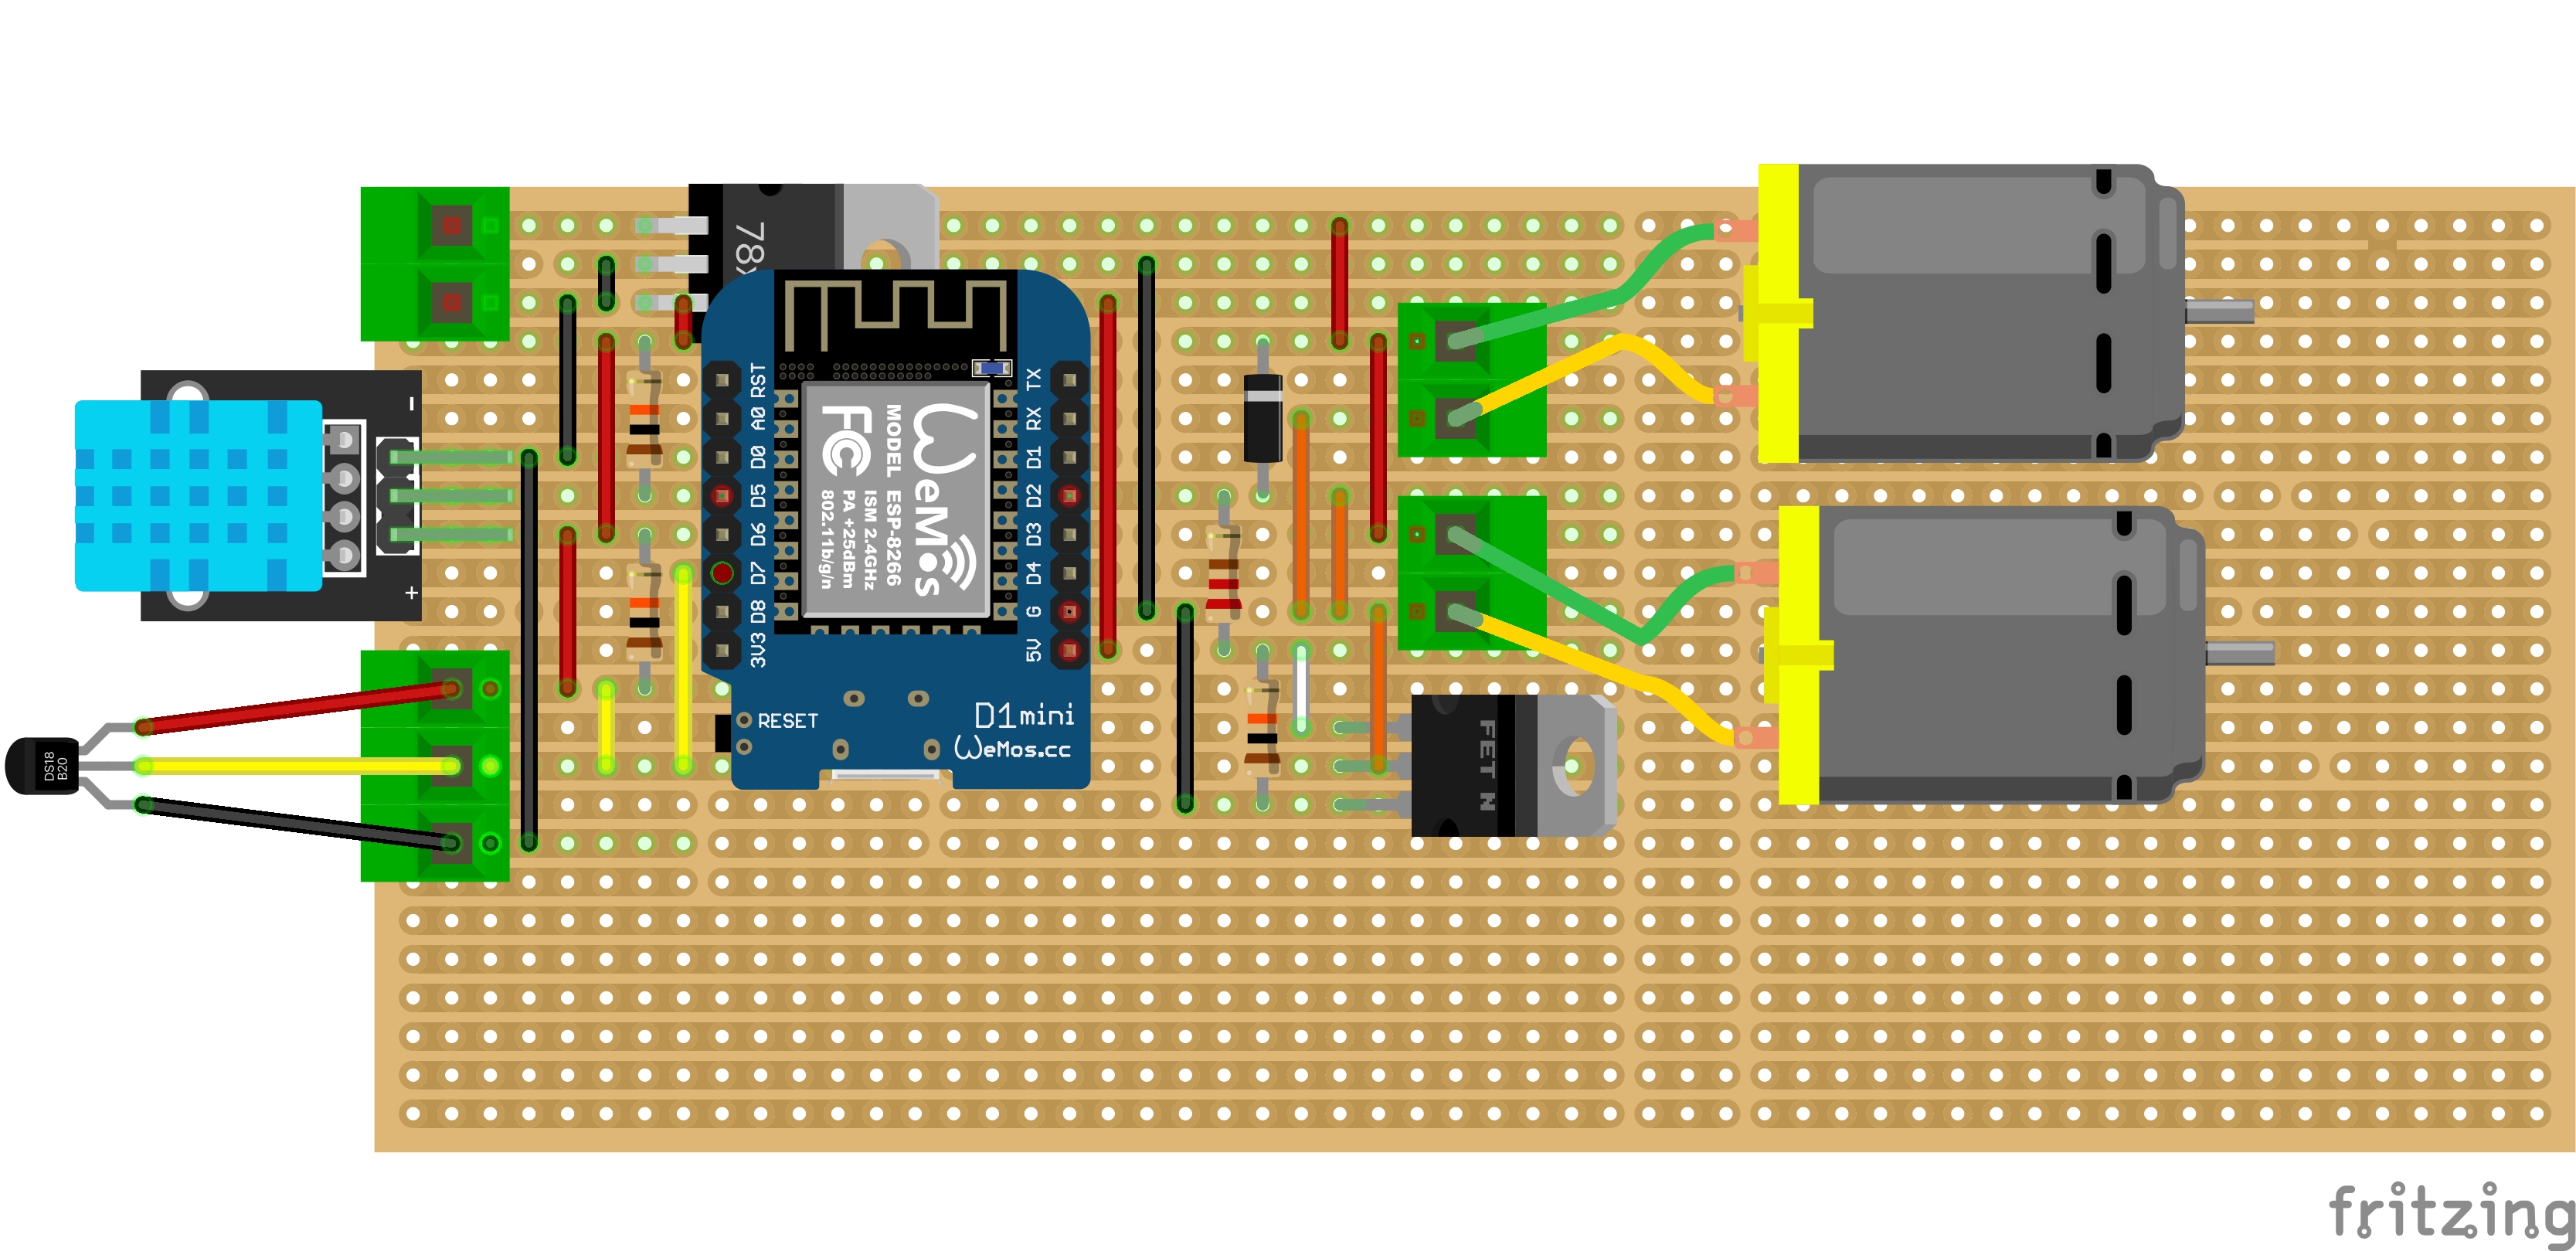 78x
-
+
RST
A0
D0
D5
D6
D7
D8
3V3
TX
RX
D1
D2
D3
D4
G
5V
WeMos
MODEL ESP-8266
ISM 2.4GHz
PA +25dBm
802.11b/g/n
FC
RESET
D1mini
WeMos.cc
DS18
B20
FET N
fritzing